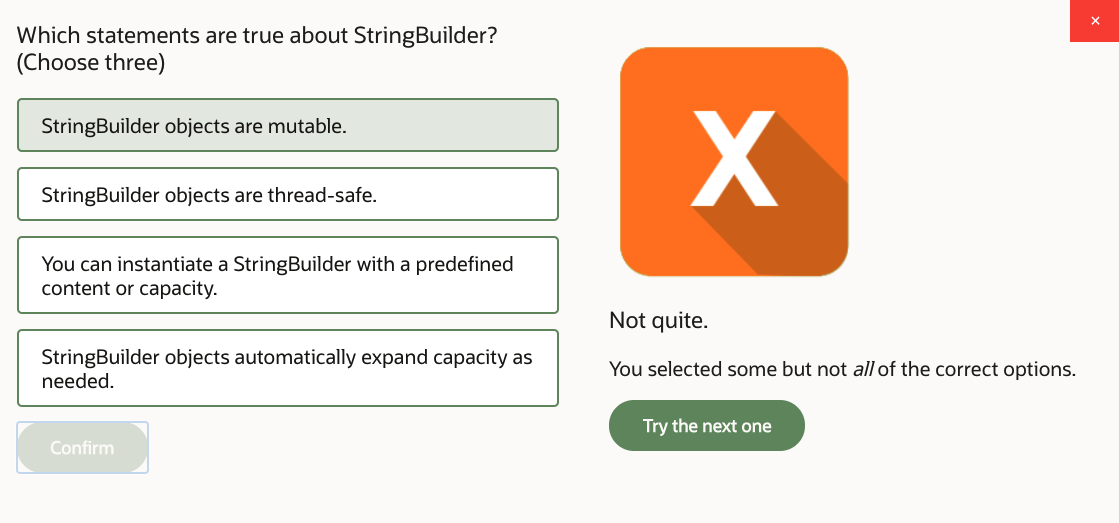 Which statements are true about StringBuilder?
(Choose three)
StringBuilder objects are mutable.
StringBuilder objects are thread-safe.
You can instantiate a StringBuilder with a predefined
content or capacity.
StringBuilder objects automatically expand capacity as
needed.
Confirm
×
X
Not quite.
You selected some but not all of the correct options.
Try the next one